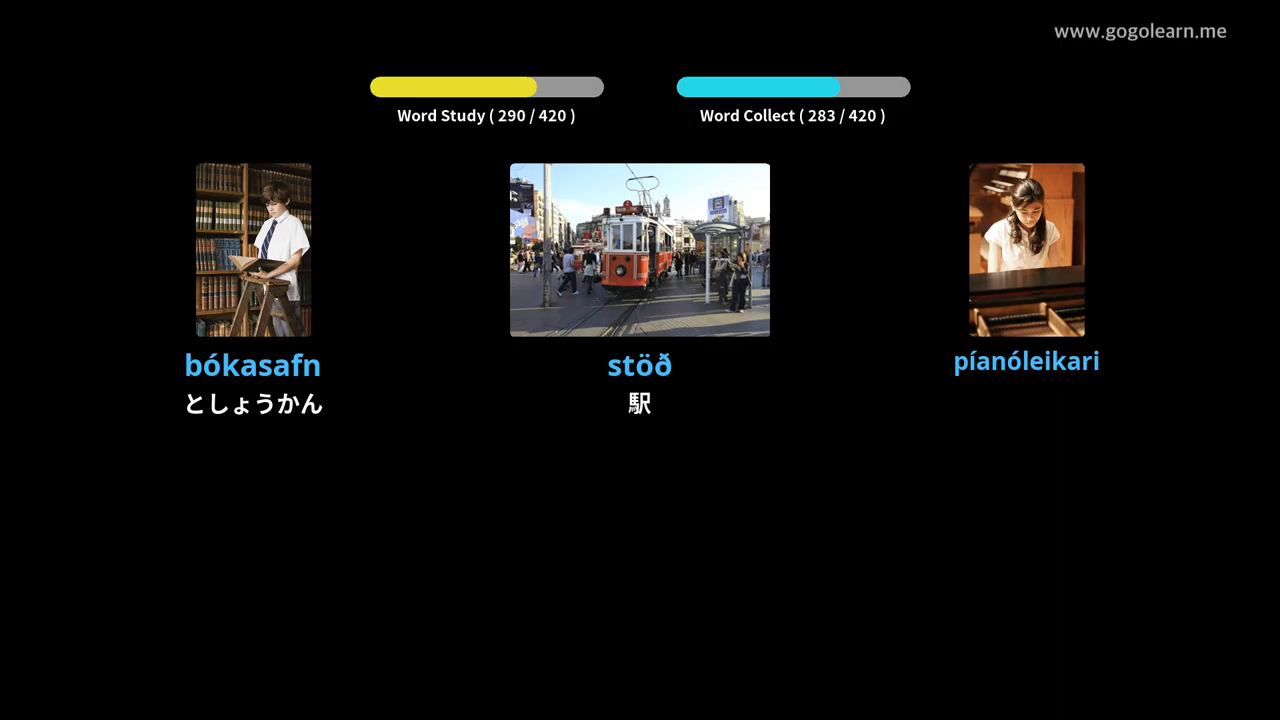 www.gogolearn.me
Word Study ( 290 / 420 )
Word Collect ( 283 / 420 )
bókasafn
としょうかん
stöð
駅
píanóleikari